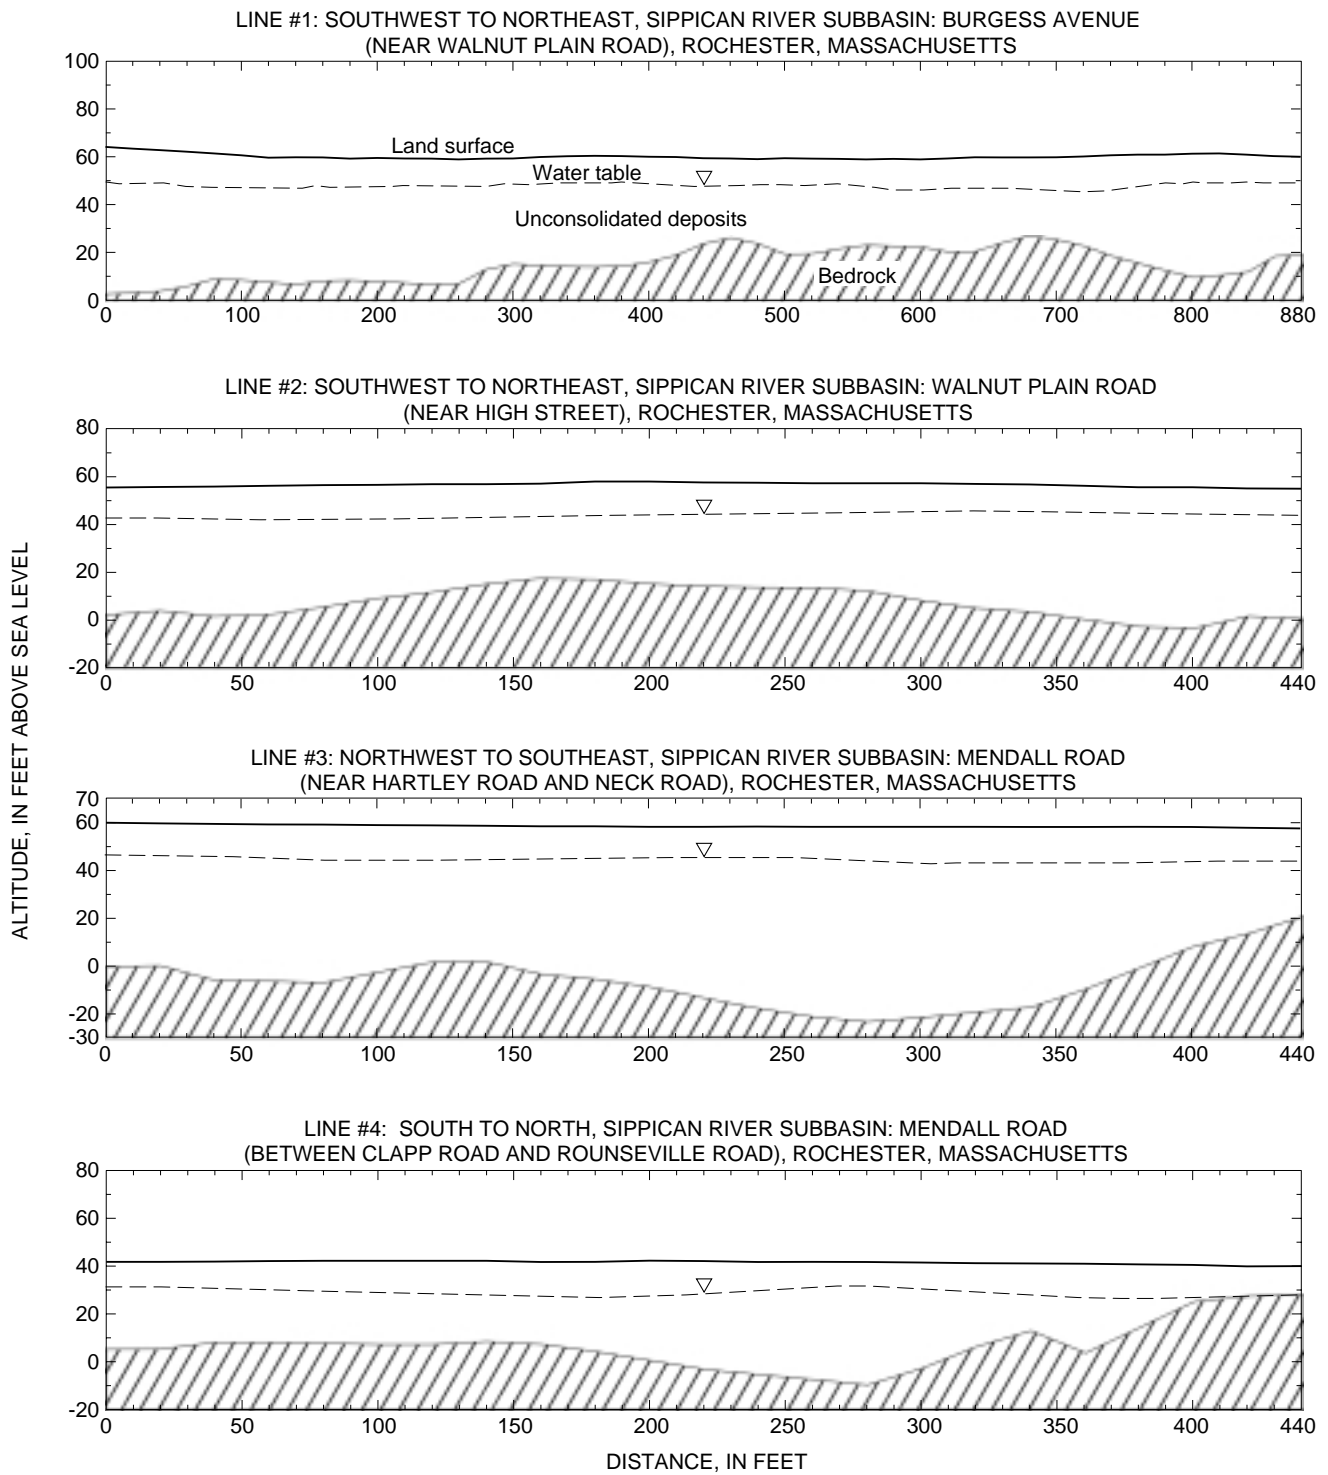 LINE #1: SOUTHWEST TO NORTHEAST, SIPPICAN RIVER SUBBASIN: BURGESS AVENUE
(NEAR WALNUT PLAIN ROAD), ROCHESTER, MASSACHUSETTS
100
80
60
40
20
0
Land surface
Water table
Unconsolidated deposits
Bedrock
0 100 200 300 400 500 600 700 800 880
LINE #2: SOUTHWEST TO NORTHEAST, SIPPICAN RIVER SUBBASIN: WALNUT PLAIN ROAD
(NEAR HIGH STREET), ROCHESTER, MASSACHUSETTS
80
60
40
20
0
-20
0 50 100 150 200 250 300 350 400 440
ALTITUDE, IN FEET ABOVE SEA LEVEL
LINE #3: NORTHWEST TO SOUTHEAST, SIPPICAN RIVER SUBBASIN: MENDALL ROAD
(NEAR HARTLEY ROAD AND NECK ROAD), ROCHESTER, MASSACHUSETTS
70
60
40
20
0
-20
-30
0 50 100 150 200 250 300 350 400 440
LINE #4: SOUTH TO NORTH, SIPPICAN RIVER SUBBASIN: MENDALL ROAD
(BETWEEN CLAPP ROAD AND ROUNSEVILLE ROAD), ROCHESTER, MASSACHUSETTS
80
60
40
20
0
-20
0 50 100 150 200 250 300 350 400 440
DISTANCE, IN FEET